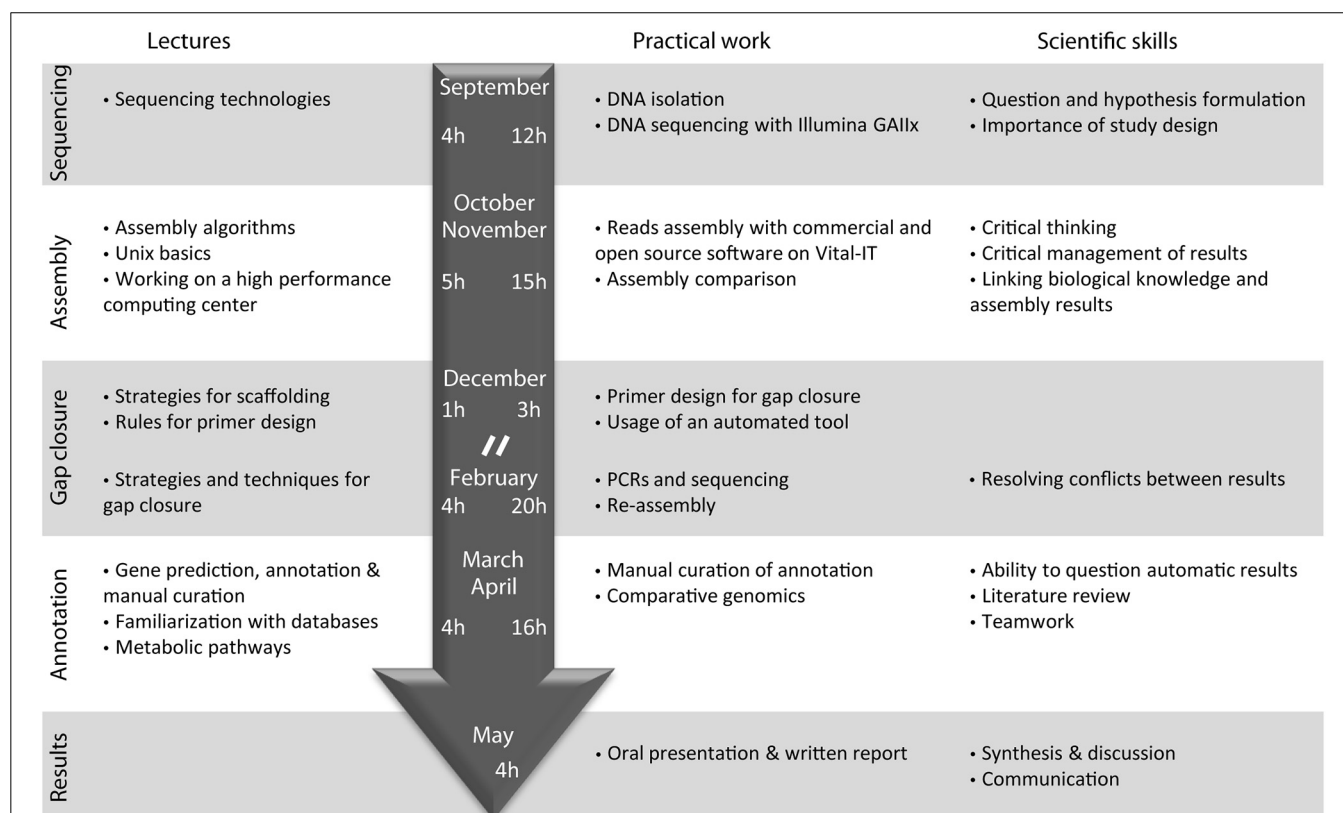 Lectures
Practical work
Scientific skills
Sequencing
• Sequencing technologies
September
4h 12h
• DNA isolation
• DNA sequencing with Illumina GAIIx
• Question and hypothesis formulation
• Importance of study design
Assembly
• Assembly algorithms
• Unix basics
• Working on a high performance
computing center
October
November
5h 15h
• Reads assembly with commercial and
open source software on Vital-IT
• Assembly comparison
• Critical thinking
• Critical management of results
• Linking biological knowledge and
assembly results
Gap closure
• Strategies for scaffolding
• Rules for primer design
December
1h 3h
• Primer design for gap closure
• Usage of an automated tool
• Strategies and techniques for
gap closure
February
4h 20h
• PCRs and sequencing
• Re-assembly
• Resolving conflicts between results
Annotation
• Gene prediction, annotation &
manual curation
• Familiarization with databases
• Metabolic pathways
March
April
4h 16h
• Manual curation of annotation
• Comparative genomics
• Ability to question automatic results
• Literature review
• Teamwork
Results
May
4h
• Oral presentation & written report
• Synthesis & discussion
• Communication